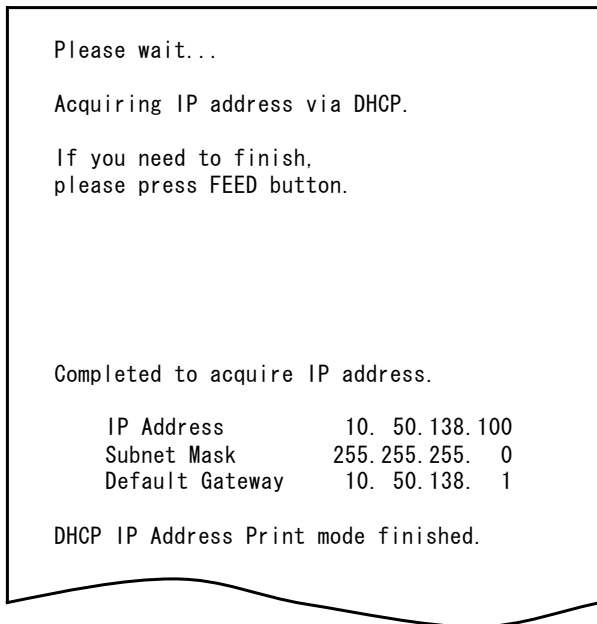 Please wait...
Acquiring IP address via DHCP.
If you need to finish,
please press FEED button.
Completed to acquire IP address.
IP Address 10. 50.138.100
Subnet Mask 255.255.255. 0
Default Gateway 10. 50.138. 1
DHCP IP Address Print mode finished.